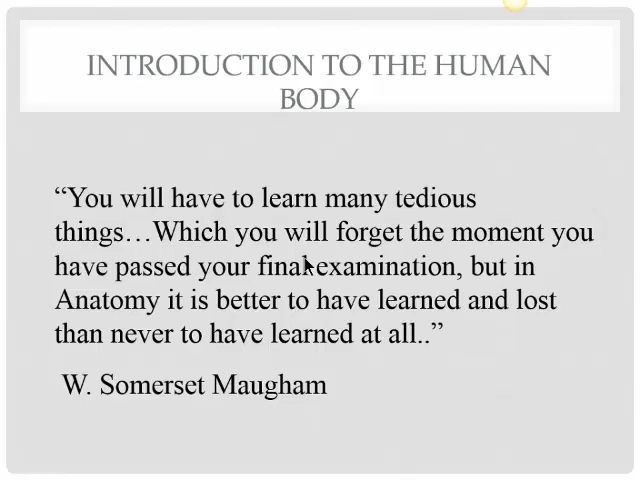 INTRODUCTION TO THE HUMAN
BODY
“You will have to learn many tedious
things…Which you will forget the moment you
have passed your final examination, but in
Anatomy it is better to have learned and lost
than never to have learned at all..”
W. Somerset Maugham